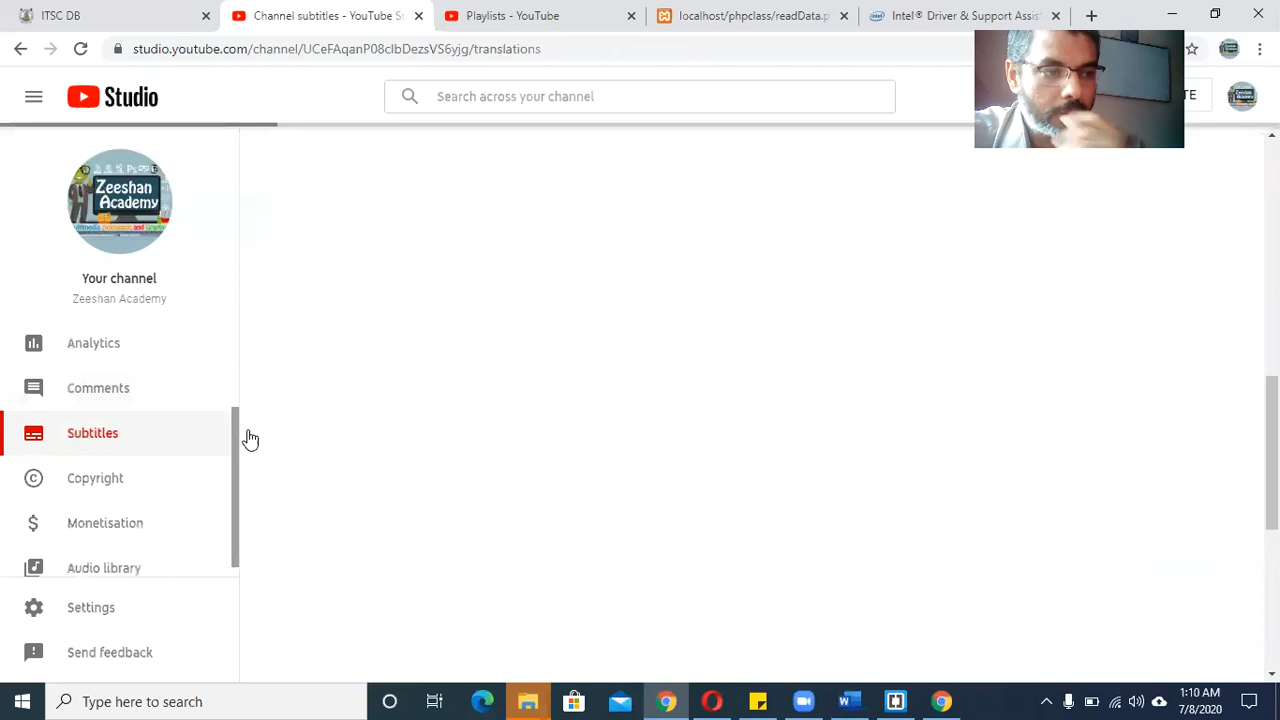 ITSC DB
Channel subtitles - YouTube S
Playlists - YouTube
localhost/phpclass/readData.p
Intel® Driver & Support Assis
studio.youtube.com/channel/UCeFAqanP08cIbDezsVS6yjg/translations
Studio
Search across your channel
TE
Zeeshan
Academy
Your channel
Zeeshan Academy
Analytics
Comments
Subtitles
Copyright
Monetisation
Audio library
Settings
Send feedback
Type here to search
1:10 AM
7/8/2020